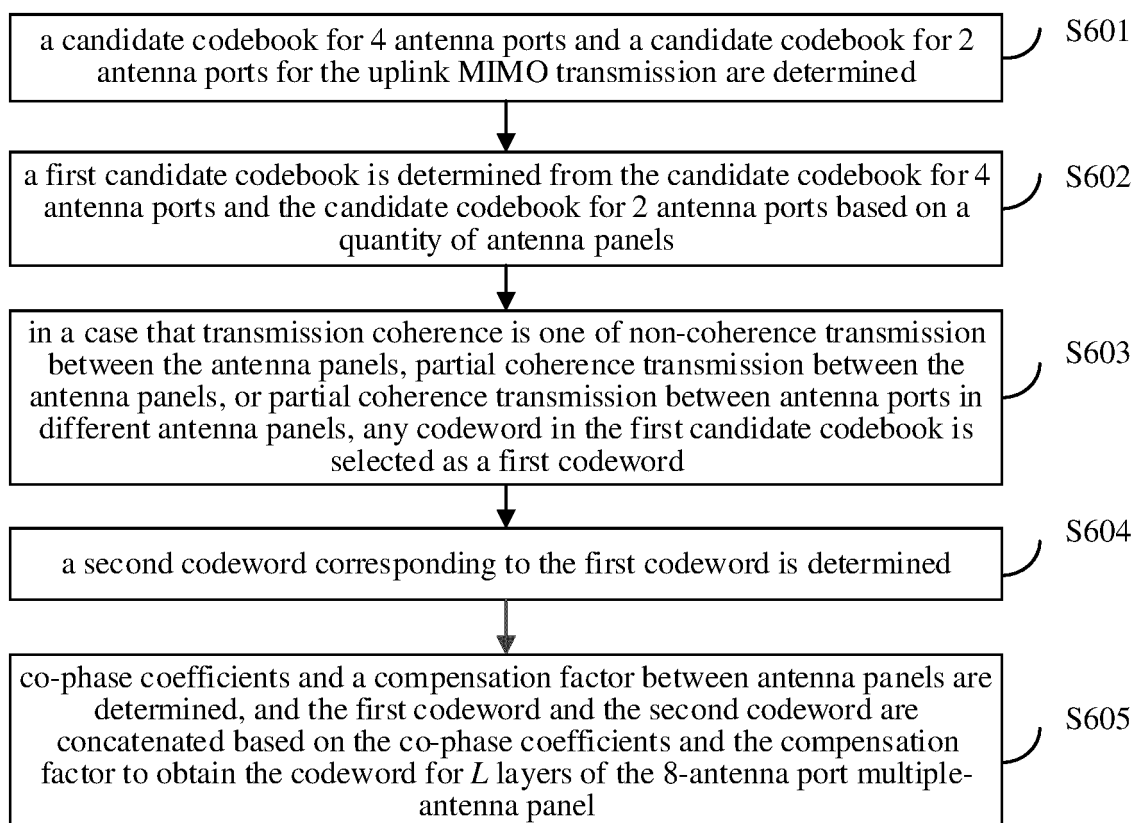 a candidate codebook for 4 antenna ports and a candidate codebook for 2
antenna ports for the uplink MIMO transmission are determined
S601
a first candidate codebook is determined from the candidate codebook for 4
antenna ports and the candidate codebook for 2 antenna ports based on a
quantity of antenna panels
S602
in a case that transmission coherence is one of non-coherence transmission
between the antenna panels, partial coherence transmission between the
antenna panels, or partial coherence transmission between antenna ports in
different antenna panels, any codeword in the first candidate codebook is
selected as a first codeword
S603
a second codeword corresponding to the first codeword is determined
S604
co-phase coefficients and a compensation factor between antenna panels are
determined, and the first codeword and the second codeword are
concatenated based on the co-phase coefficients and the compensation
factor to obtain the codeword for L layers of the 8-antenna port multiple-
antenna panel
S605